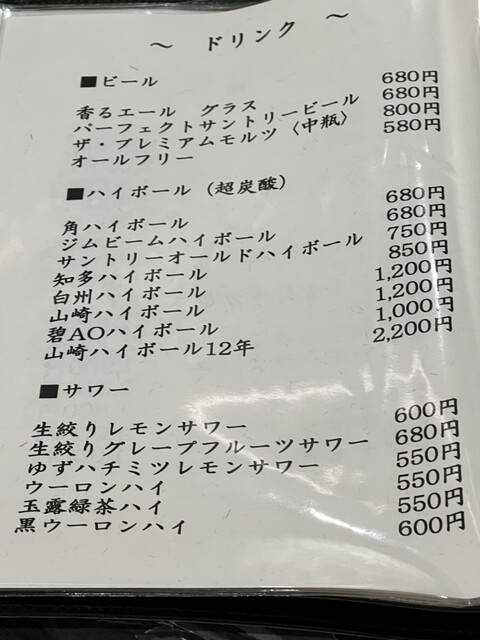 ～ ドリンク ～
■ビール
香るエール グラス 680円
パーフェクトサントリービール 680円
ザ・プレミアムモルツ〈中瓶〉 800円
オールフリー 580円
■ハイボール（超炭酸）
角ハイボール 680円
ジムビームハイボール 680円
サントリーオールドハイボール 750円
知多ハイボール 850円
白州ハイボール 1,200円
山崎ハイボール 1,200円
碧AOハイボール 1,000円
山崎ハイボール12年 2,200円
■サワー
生絞りレモンサワー 600円
生絞りグレープフルーツサワー 680円
ゆずハチミツレモンサワー 550円
ウーロンハイ 550円
玉露緑茶ハイ 550円
黒ウーロンハイ 600円